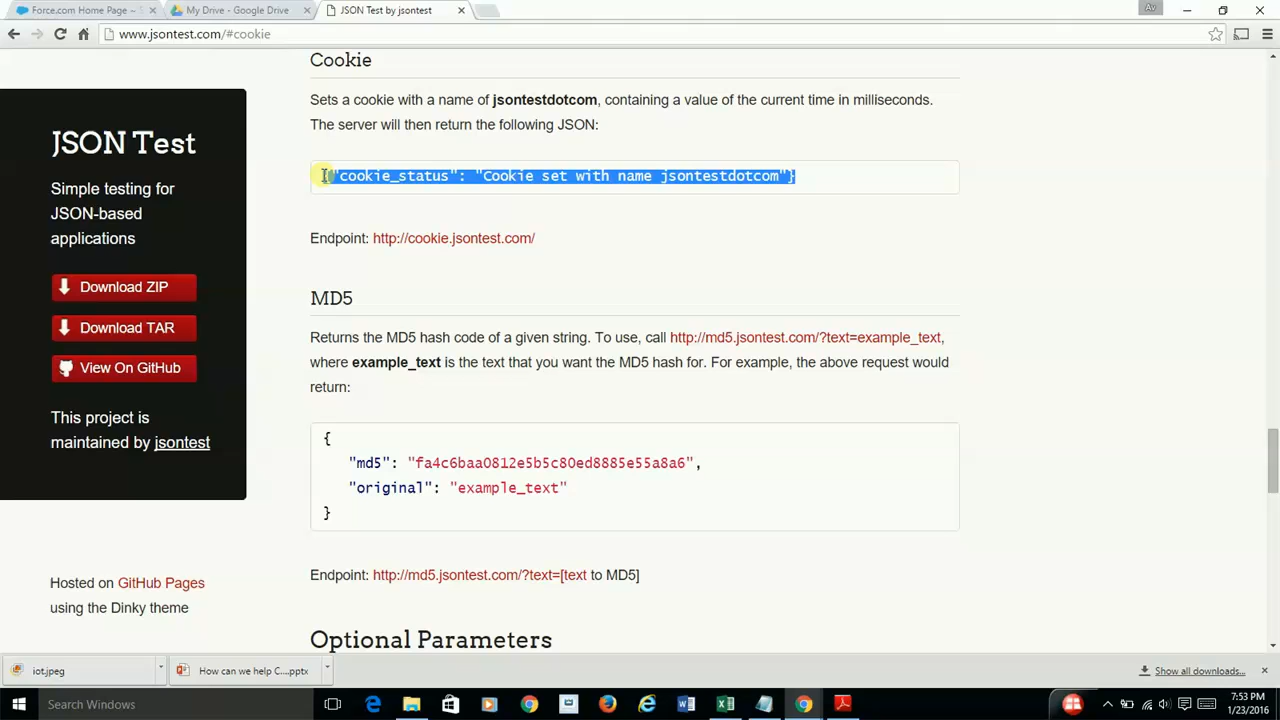 Force.com Home Page ~
My Drive - Google Drive
JSON Test by jsontest
Av
www.jsontest.com/#cookie
JSON Test
Simple testing for
JSON-based
applications
Download ZIP
Download TAR
View On GitHub
This project is
maintained by jsontest
Hosted on GitHub Pages
using the Dinky theme
Cookie
Sets a cookie with a name of jsontestdotcom, containing a value of the current time in milliseconds.
The server will then return the following JSON:
{"cookie_status": "Cookie set with name jsontestdotcom"}
Endpoint: http://cookie.jsontest.com/
MD5
Returns the MD5 hash code of a given string. To use, call http://md5.jsontest.com/?text=example_text,
where example_text is the text that you want the MD5 hash for. For example, the above request would
return:
{
"md5": "fa4c6baa0812e5b5c80ed8885e55a8a6",
"original": "example_text"
}
Endpoint: http://md5.jsontest.com/?text=[text to MD5]
Optional Parameters
iot.jpeg
How can we help C....pptx
Show all downloads...
Search Windows
7:53 PM
1/23/2016